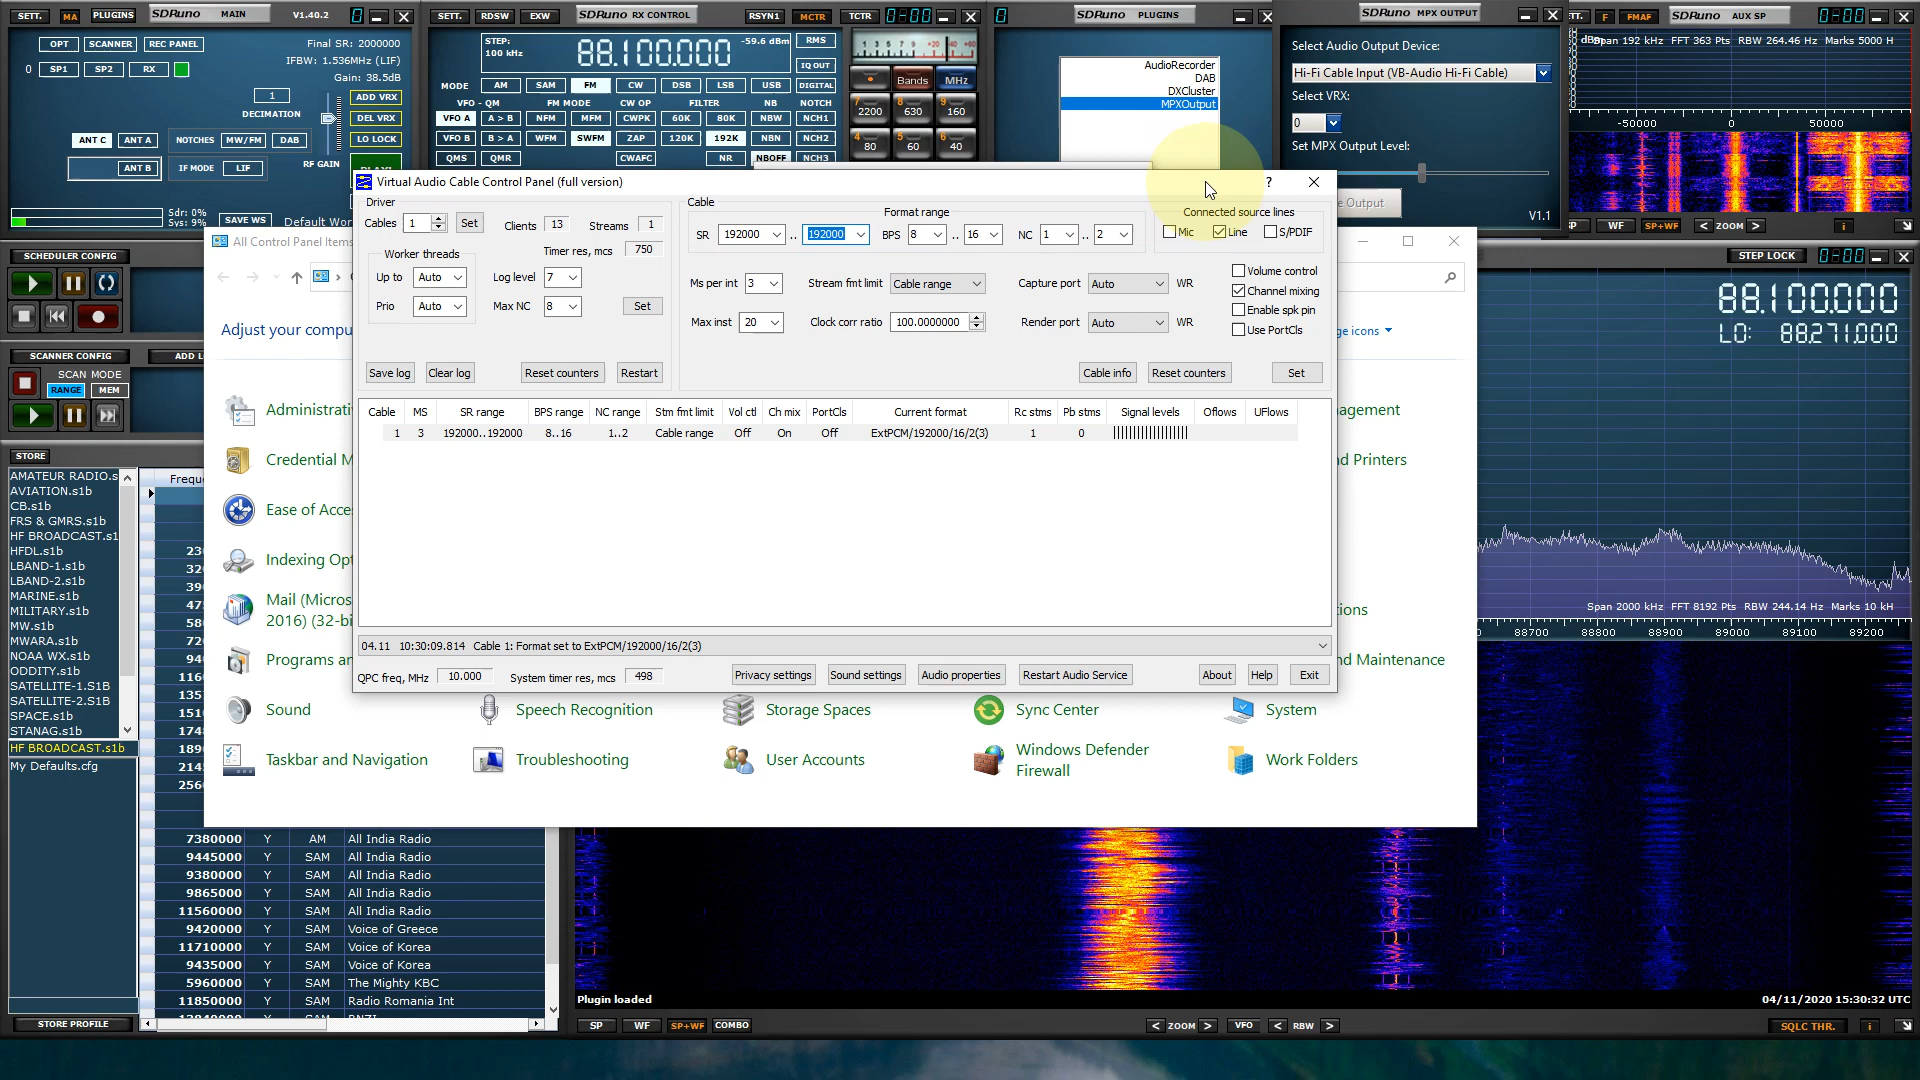 SETT.
MA
PLUGINS
SDRuno MAIN
V1.40.2
OPT
SCANNER
REC PANEL
Final SR: 2000000
IFBW: 1.536MHz (LIF)
Gain: 38.5dB
0
SP1
SP2
RX
1
DECIMATION
ADD VRX
DEL VRX
LO LOCK
ANT C
ANT A
NOTCHES
MW/FM
DAB
ANT B
IF MODE
LIF
RF GAIN
Sdr: 0%
Sys: 9%
SAVE WS
SETT.
RDSW
EXW
SDRuno RX CONTROL
RSYN1
MCTR
TCTR
0-00
STEP:
100 kHz
88.100.000
-59.6 dBm
RMS
IQ OUT
MODE
AM
SAM
FM
CW
DSB
LSB
USB
DIGITAL
VFO - QM
FM MODE
CW OP
FILTER
NB
NOTCH
VFO A
A > B
NFM
MFM
CWPK
60K
80K
NBW
NCH1
VFO B
B > A
WFM
SWFM
ZAP
120K
192K
NBN
NCH2
QMS
QMR
CWAFC
NR
NBOFF
NCH3
Bands
MHz
2200
630
160
80
60
40
SDRuno PLUGINS
AudioRecorder
DAB
DXCluster
MPXOutput
SDRuno MPX OUTPUT
Select Audio Output Device:
Hi-Fi Cable Input (VB-Audio Hi-Fi Cable)
Select VRX:
0
Set MPX Output Level:
Output
V1.1
F
FMAF
SDRuno AUX SP
0-00
Span 192 kHz FFT 363 Pts RBW 264.46 Hz Marks 5000 H
-50000
0
50000
WF
SP+WF
< ZOOM >
i
Virtual Audio Cable Control Panel (full version)
?
Driver
Cables
1
Set
Clients
13
Streams
1
Timer res, mcs
750
Worker threads
Up to
Auto
Log level
7
Prio
Auto
Max NC
8
Set
Save log
Clear log
Reset counters
Restart
Cable
Format range
SR
192000
..
192000
BPS
8
..
16
NC
1
..
2
Connected source lines
Mic
Line
S/PDIF
Ms per int
3
Stream fmt limit
Cable range
Capture port
Auto
WR
Max inst
20
Clock corr ratio
100.0000000
Render port
Auto
WR
Volume control
Channel mixing
Enable spk pin
Use PortCls
Cable info
Reset counters
Set
Cable MS SR range BPS range NC range Stm fmt limit Vol ctl Ch mix PortCls Current format Rc stms Pb stms Signal levels Oflows UFlows
1 3 192000..192000 8..16 1..2 Cable range Off On Off ExtPCM/192000/16/2(3) 1 0
04.11 10:30:09.814 Cable 1: Format set to ExtPCM/192000/16/2(3)
QPC freq, MHz
10.000
System timer res, mcs
498
Privacy settings
Sound settings
Audio properties
Restart Audio Service
About
Help
Exit
All Control Panel Items
Adjust your compu
ge icons
Credential M
Ease of Acce
Indexing Opt
Mail (Micros
2016) (32-bi
Programs an
agement
d Printers
nd Maintenance
Sound
Speech Recognition
Storage Spaces
Sync Center
System
Taskbar and Navigation
Troubleshooting
User Accounts
Windows Defender
Firewall
Work Folders
SCHEDULER CONFIG
SCANNER CONFIG
SCAN MODE
RANGE
MEM
STORE
AMATEUR RADIO.s
AVIATION.s1b
CB.s1b
FRS & GMRS.s1b
HF BROADCAST.s1
HFDL.s1b
LBAND-1.s1b
LBAND-2.s1b
MARINE.s1b
MILITARY.s1b
MW.s1b
MWARA.s1b
NOAA WX.s1b
ODDITY.s1b
SATELLITE-1.S1B
SATELLITE-2.S1B
SPACE.s1b
STANAG.s1b
HF BROADCAST.s1b
My Defaults.cfg
STORE PROFILE
Frequ
7380000 Y AM All India Radio
9445000 Y SAM All India Radio
9380000 Y SAM All India Radio
9865000 Y SAM All India Radio
11560000 Y SAM All India Radio
9420000 Y SAM Voice of Greece
11710000 Y SAM Voice of Korea
9435000 Y SAM Voice of Korea
5960000 Y SAM The Mighty KBC
11850000 Y SAM Radio Romania Int
STEP LOCK
0-00
88.100.000
LO: 88.271.000
Span 2000 kHz FFT 8192 Pts RBW 244.14 Hz Marks 10 kH
88700 88800 88900 89000 89100 89200
Plugin loaded
04/11/2020 15:30:32 UTC
SP
WF
SP+WF
COMBO
< ZOOM >
VFO
< RBW >
SQLC THR.
i